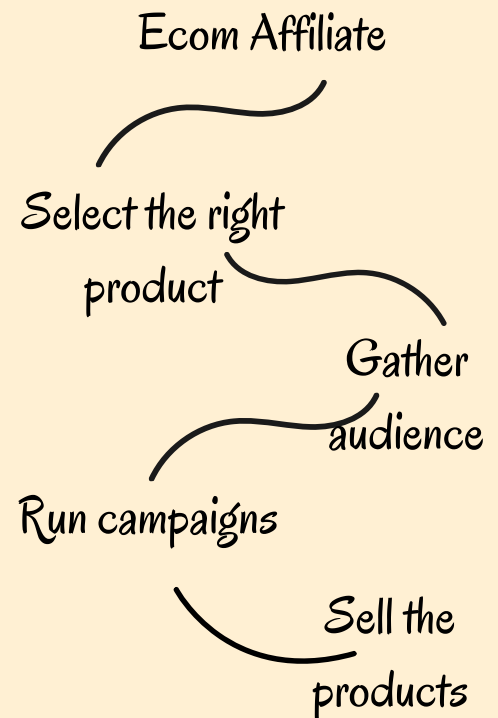 Ecom Affiliate
Select the right
product
Gather
audience
Run campaigns
Sell the
products